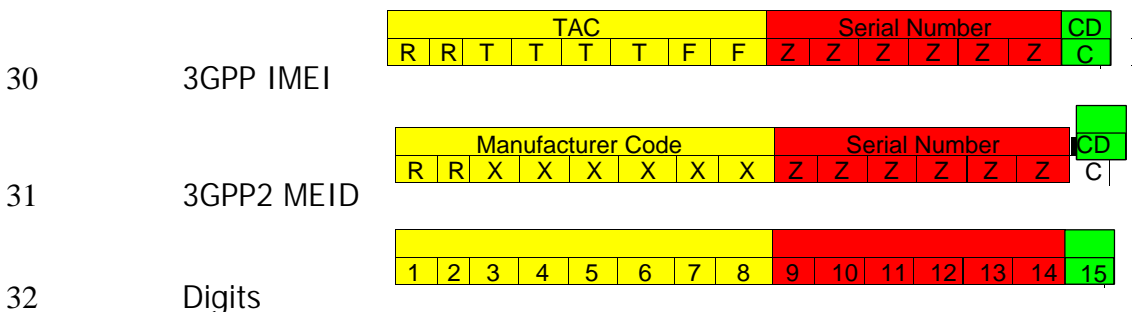 TAC Serial Number CD
R R T T T T F F Z Z Z Z Z Z C
30 3GPP IMEI
Manufacturer Code Serial Number CD
R R X X X X X X Z Z Z Z Z Z C
31 3GPP2 MEID
1 2 3 4 5 6 7 8 9 10 11 12 13 14 15
32 Digits